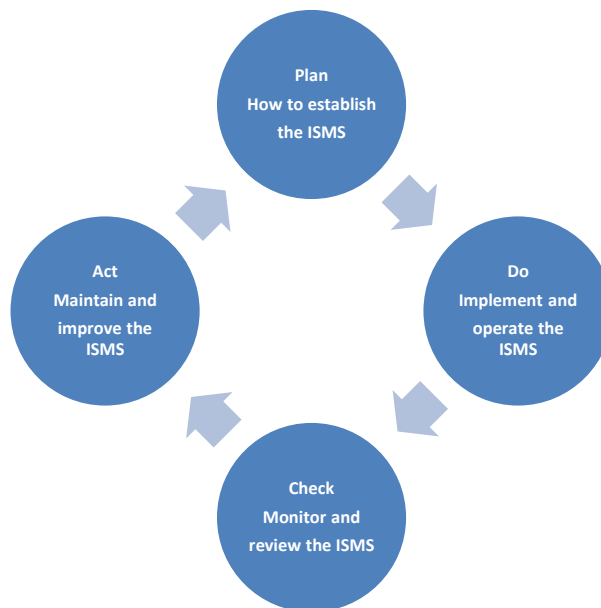 Plan
How to establish
the ISMS
Do
Implement and
operate the
ISMS
Check
Monitor and
review the ISMS
Act
Maintain and
improve the
ISMS